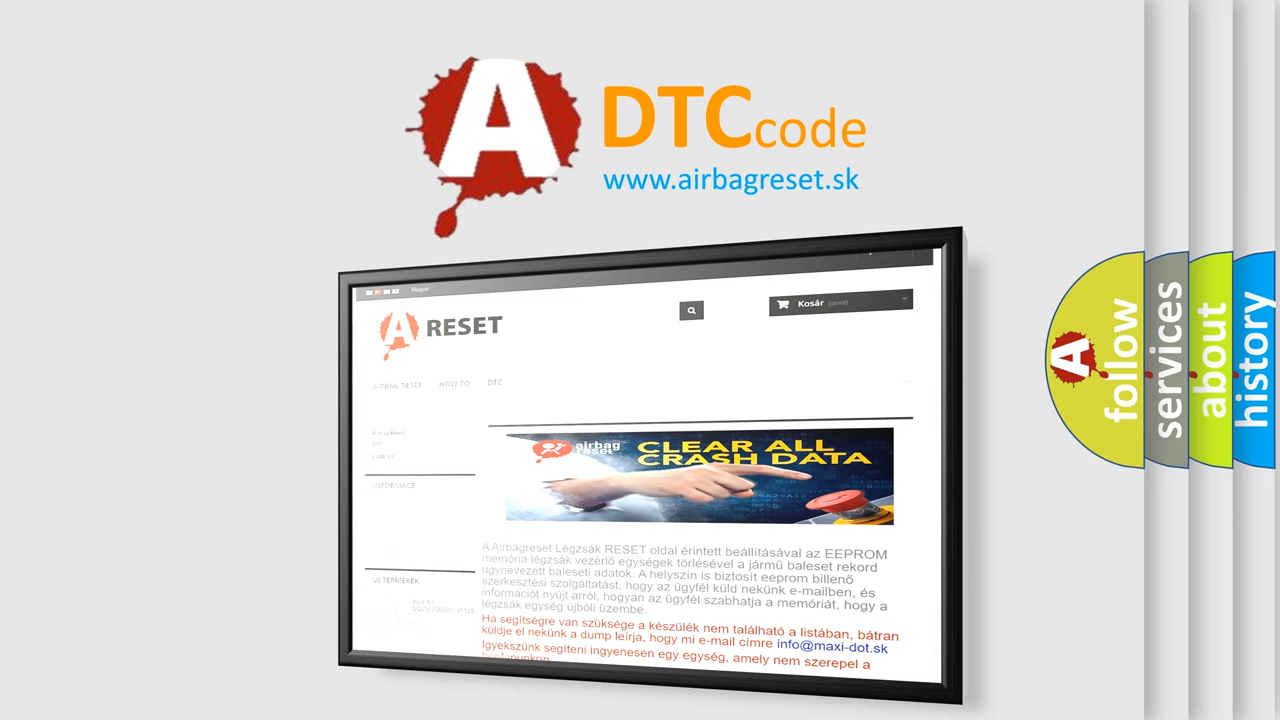 A DTCcode
www.airbagreset.sk
Magyar
A RESET
Kosár (üres)
AIRBAG RESET HOW TO DTC
INFORMACE
airbag
reset
CLEAR ALL
CRASH DATA
A Airbagreset Légzsák RESET oldal érintett beállításával az EEPROM
memória légzsák vezérlő egységek törlésével a jármű baleset rekord
úgynevezett baleseti adatok. A helyszín is biztosít eeprom billenő
szerkesztési szolgáltatást, hogy az ügyfél küld nekünk e-mailben, és
információt nyújt arról, hogyan az ügyfél szabhatja a memóriát, hogy a
légzsák egység újbóli üzembe.
Ha segítségre van szüksége a készülék nem található a listában, bátran
küldje el nekünk a dump leírja, hogy mi e-mail címre info@maxi-dot.sk
Igyekszünk segíteni ingyenesen egy egység, amely nem szerepel a
ÚJ TERMÉKEK
A
follow
services
about
history